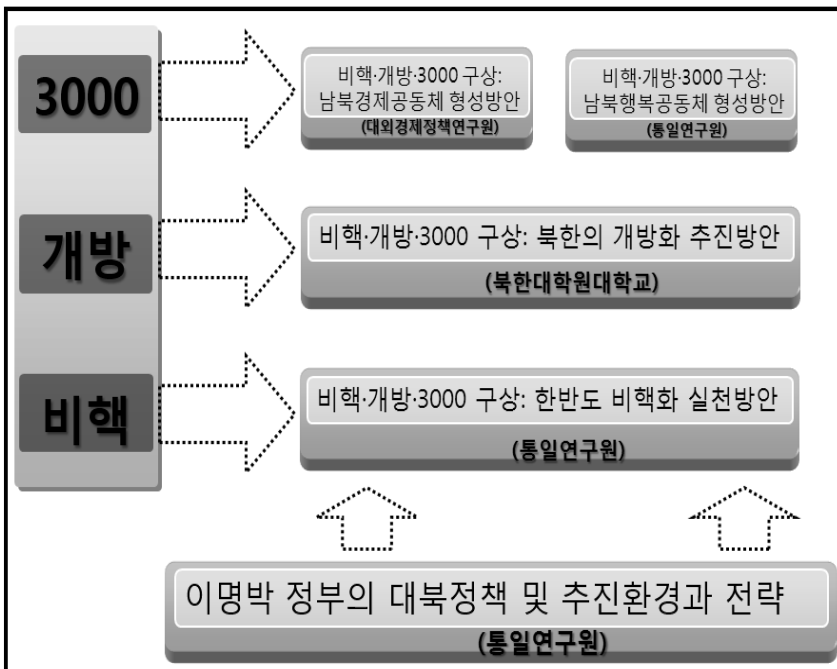 3000
비핵·개방·3000 구상:
남북경제공동체 형성방안
(대외경제정책연구원)
비핵·개방·3000 구상:
남북행복공동체 형성방안
(통일연구원)
개방
비핵·개방·3000 구상: 북한의 개방화 추진방안
(북한대학원대학교)
비핵
비핵·개방·3000 구상: 한반도 비핵화 실천방안
(통일연구원)
이명박 정부의 대북정책 및 추진환경과 전략
(통일연구원)